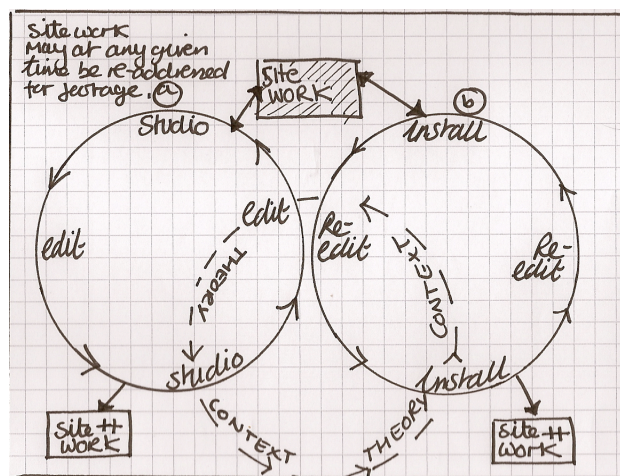 Site work
May at any given
time be re-addressed
for footage. a
Site
WORK
b
Studio
Install
edit
edit
Re-
edit
Re-
edit
THEORY
CONTEXT
Studio
Install
CONTEXT
THEORY
Site ++
WORK
Site ++
WORK